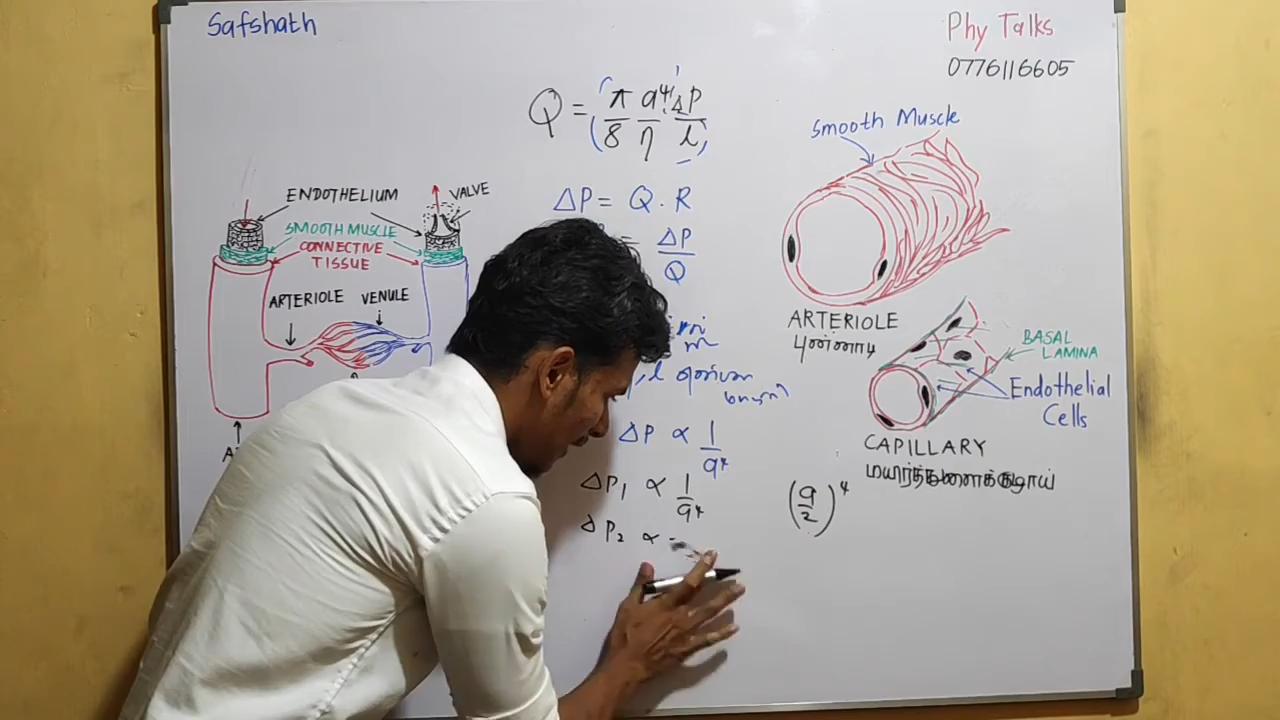 Safshath
Phy Talks
0776116605
Q = (π/8 a⁴/η ΔP/l)
ΔP = Q . R
= ΔP/Q
ENDOTHELIUM
VALVE
SMOOTH MUSCLE
CONNECTIVE
TISSUE
ARTERIOLE
VENULE
Smooth Muscle
ARTERIOLE
புன்னாடி
BASAL
LAMINA
Endothelial
Cells
CAPILLARY
, l
ΔP ∝ 1/a⁴
ΔP₁ ∝ 1/a⁴
ΔP₂ ∝
(a/2)⁴